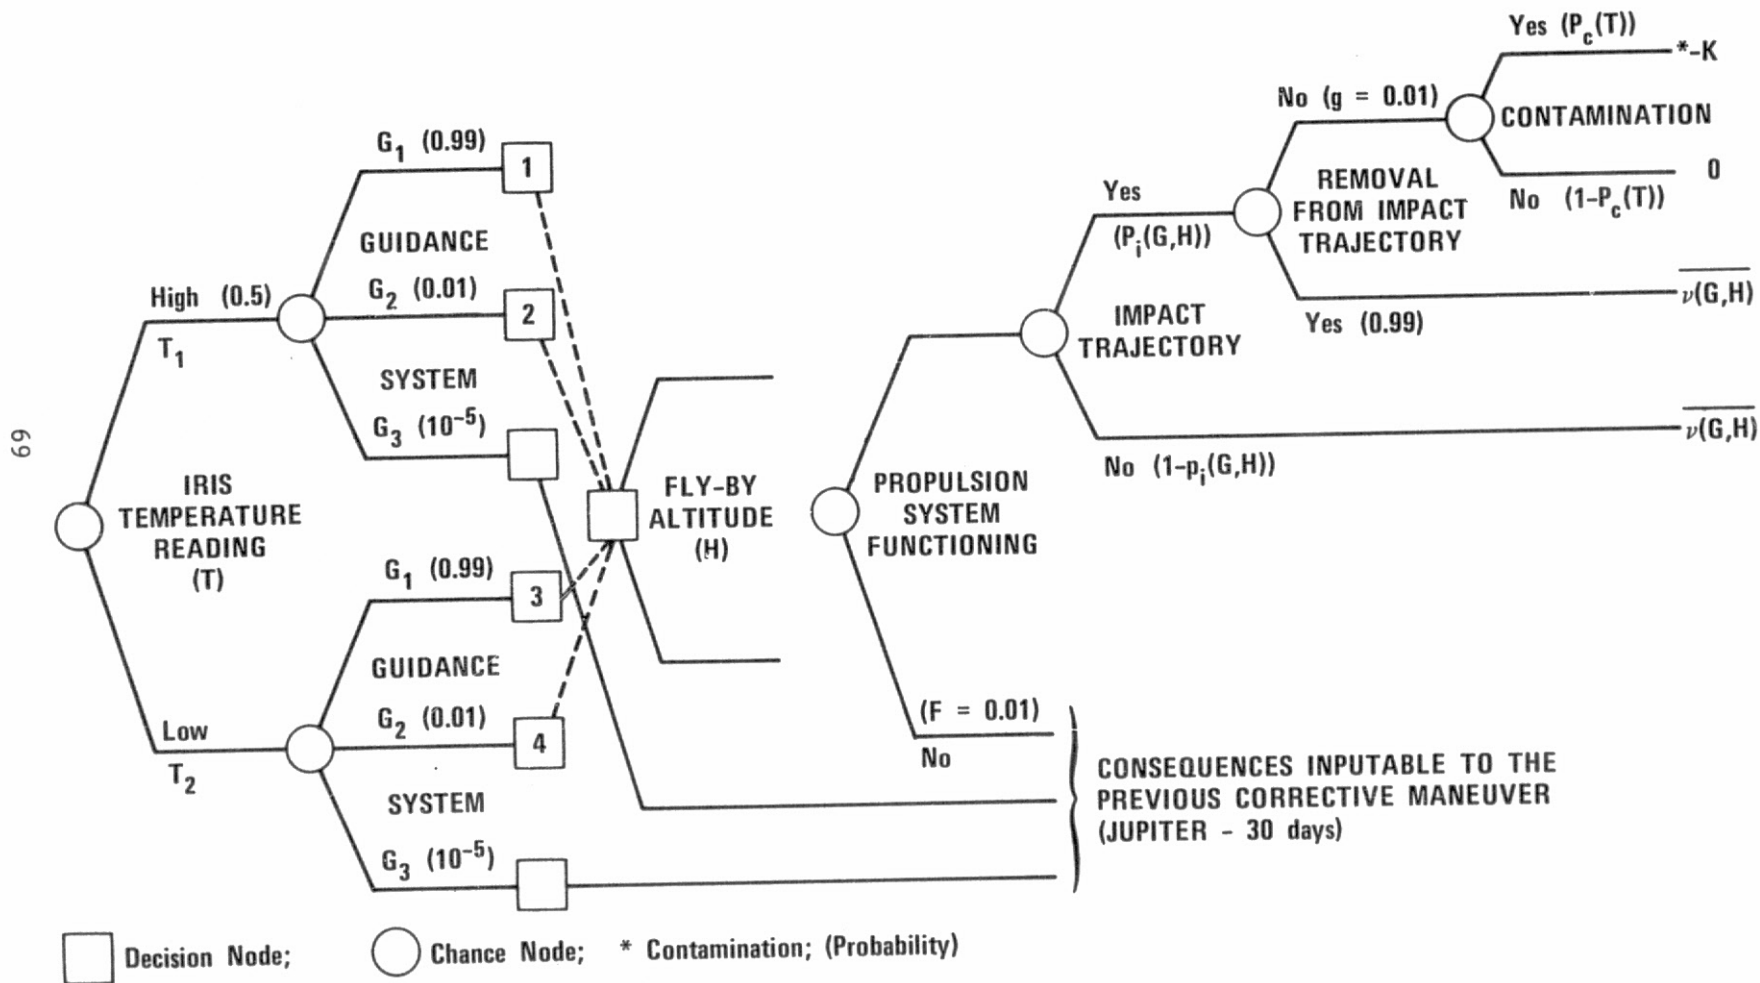 Yes (P_c(T))
*-K
No (g = 0.01)
CONTAMINATION
0
No (1-P_c(T))
G_1 (0.99)
1
GUIDANCE
G_2 (0.01)
2
High (0.5)
T_1
SYSTEM
G_3 (10^-5)
REMOVAL
FROM IMPACT
TRAJECTORY
Yes
(P_i(G,H))
ν(G,H)
Yes (0.99)
IMPACT
TRAJECTORY
ν(G,H)
No (1-p_i(G,H))
69
IRIS
TEMPERATURE
READING
(T)
FLY-BY
ALTITUDE
(H)
PROPULSION
SYSTEM
FUNCTIONING
G_1 (0.99)
3
GUIDANCE
G_2 (0.01)
4
Low
T_2
SYSTEM
G_3 (10^-5)
(F = 0.01)
No
CONSEQUENCES INPUTABLE TO THE
PREVIOUS CORRECTIVE MANEUVER
(JUPITER - 30 days)
Decision Node;
Chance Node;
* Contamination; (Probability)